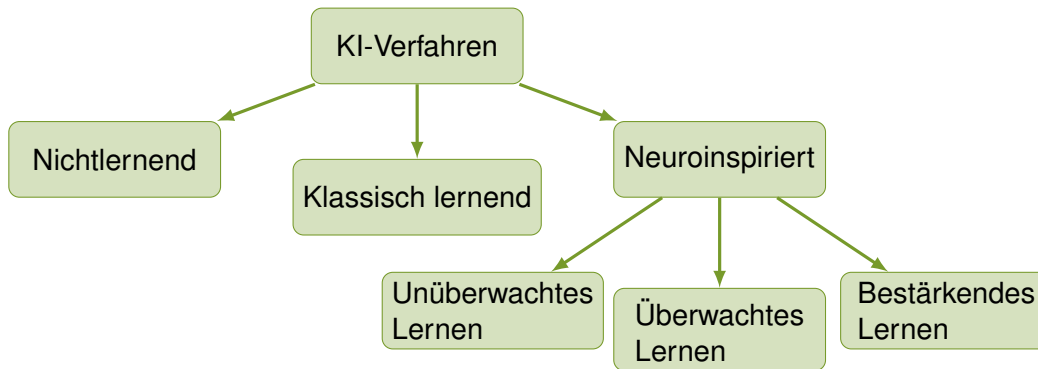 KI-Verfahren
Nichtlernend
Klassisch lernend
Neuroinspiriert
Unüberwachtes
Lernen
Überwachtes
Lernen
Bestärkendes
Lernen